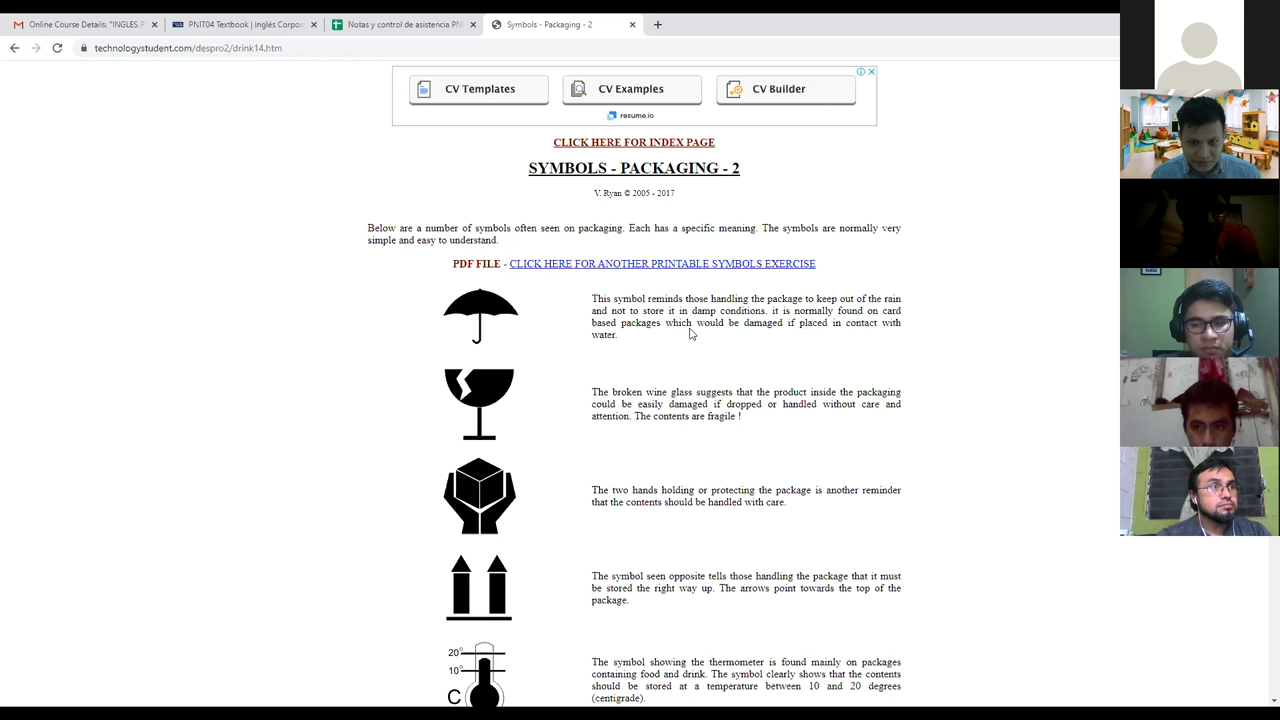 Online Course Details: "INGLES P
PNIT04 Textbook | Inglés Corpor
Notas y control de asistencia PN
Symbols - Packaging - 2
technologystudent.com/despro2/drink14.htm
CV Templates
CV Examples
CV Builder
resume.io
CLICK HERE FOR INDEX PAGE
SYMBOLS - PACKAGING - 2
V. Ryan © 2005 - 2017
Below are a number of symbols often seen on packaging. Each has a specific meaning. The symbols are normally very
simple and easy to understand.
PDF FILE - CLICK HERE FOR ANOTHER PRINTABLE SYMBOLS EXERCISE
This symbol reminds those handling the package to keep out of the rain
and not to store it in damp conditions. it is normally found on card
based packages which would be damaged if placed in contact with
water.
The broken wine glass suggests that the product inside the packaging
could be easily damaged if dropped or handled without care and
attention. The contents are fragile !
The two hands holding or protecting the package is another reminder
that the contents should be handled with care.
The symbol seen opposite tells those handling the package that it must
be stored the right way up. The arrows point towards the top of the
package.
20°
10°
C
The symbol showing the thermometer is found mainly on packages
containing food and drink. The symbol clearly shows that the contents
should be stored at a temperature between 10 and 20 degrees
(centigrade).